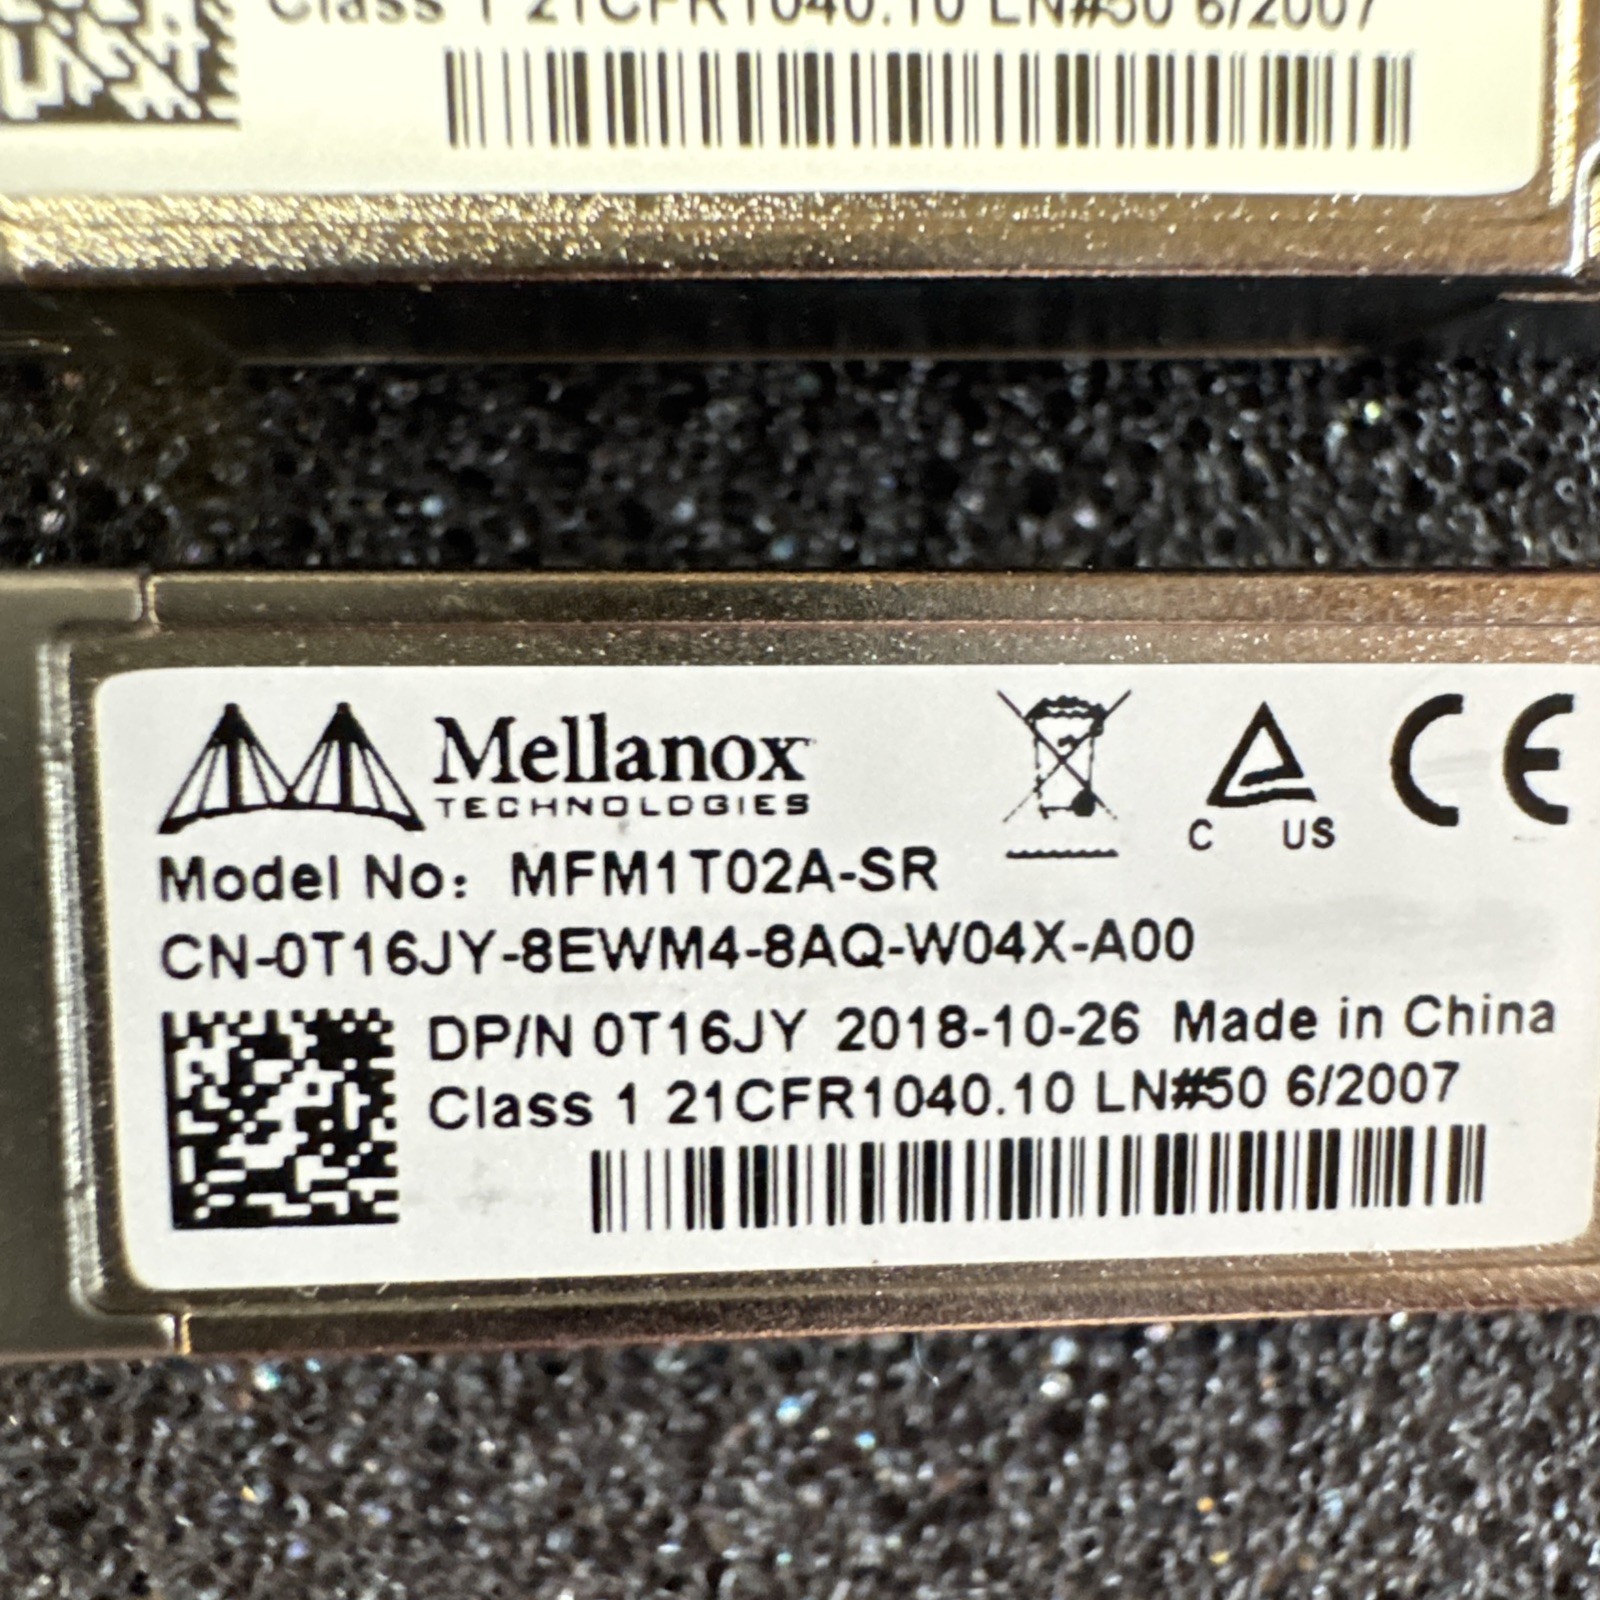 Class 1 21CFR1040.10 LN#50 6/2007
Mellanox
TECHNOLOGIES
C US
CE
Model No: MFM1T02A-SR
CN-0T16JY-8EWM4-8AQ-W04X-A00
DP/N 0T16JY 2018-10-26 Made in China
Class 1 21CFR1040.10 LN#50 6/2007